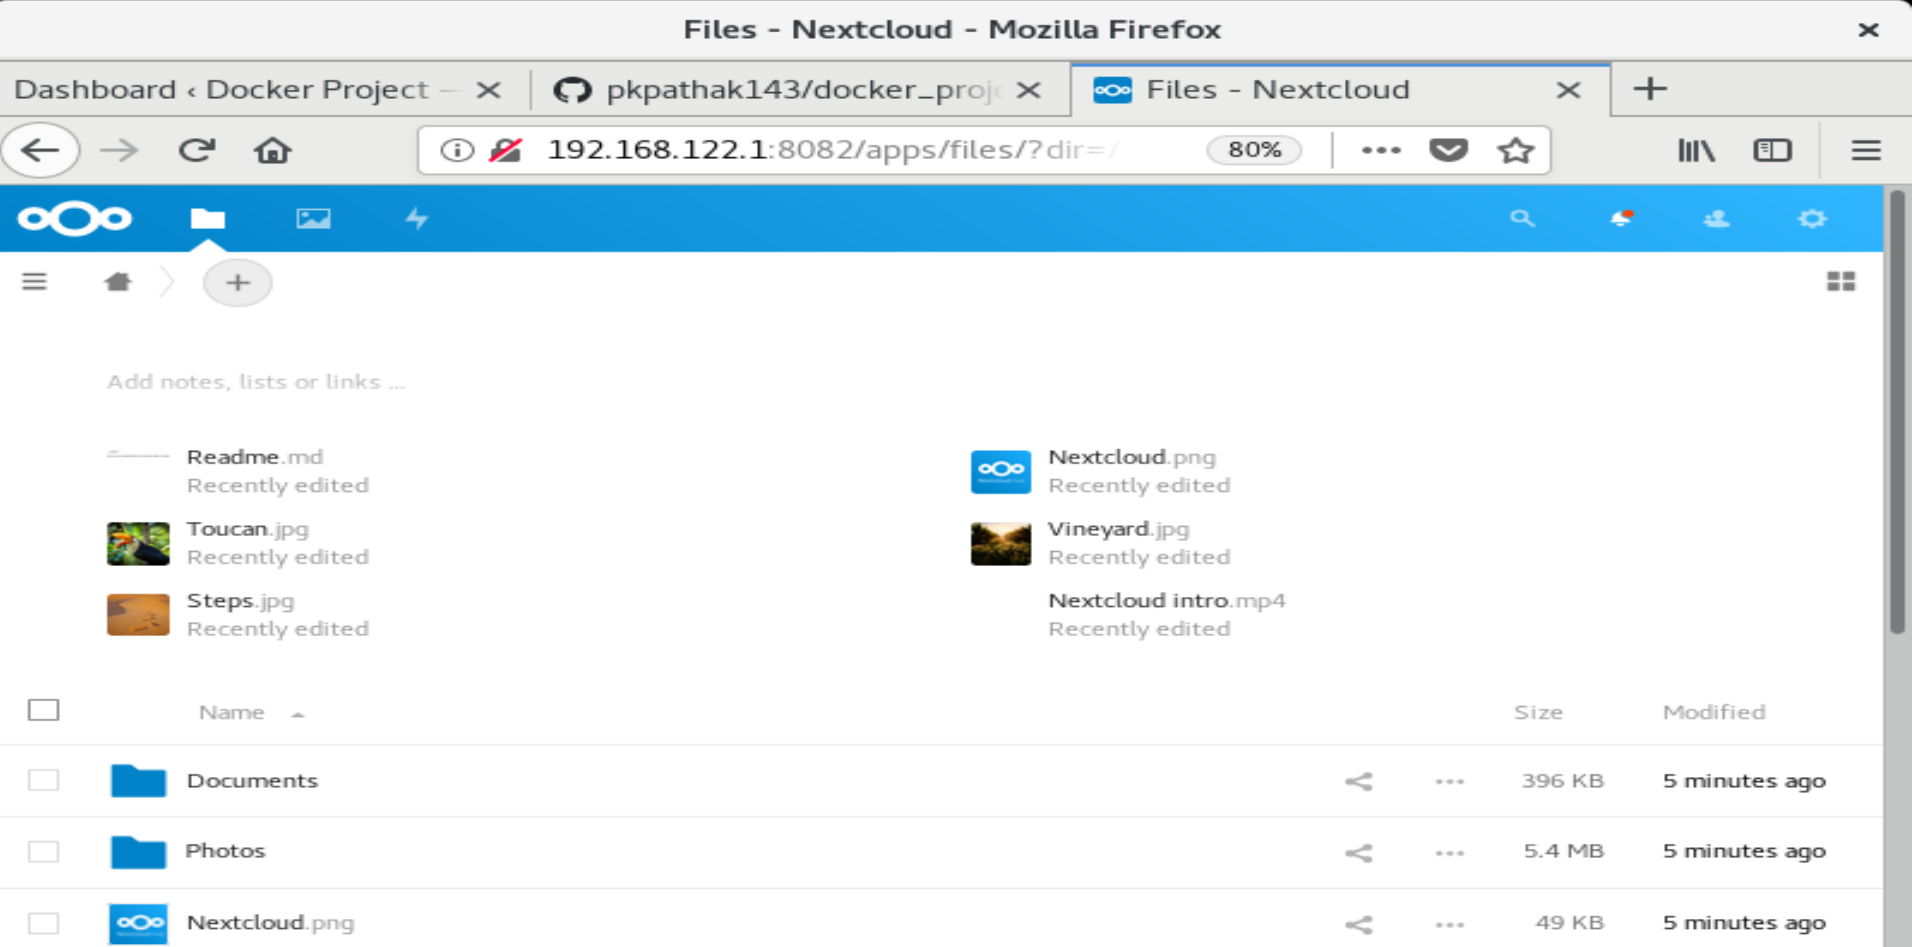 Files - Nextcloud - Mozilla Firefox
Dashboard ‹ Docker Project — pkpathak143/docker_proje Files - Nextcloud
192.168.122.1:8082/apps/files/?dir=/ 80%
Add notes, lists or links ...
Readme.md Nextcloud.png
Recently edited Recently edited
Toucan.jpg Vineyard.jpg
Recently edited Recently edited
Steps.jpg Nextcloud intro.mp4
Recently edited Recently edited
Name Size Modified
Documents 396 KB 5 minutes ago
Photos 5.4 MB 5 minutes ago
Nextcloud.png 49 KB 5 minutes ago